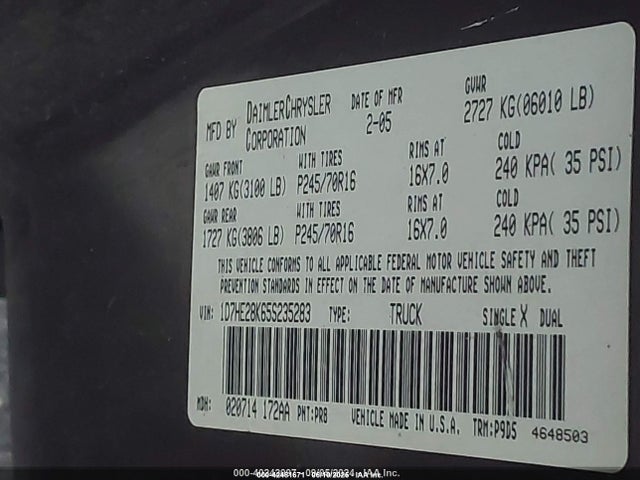 MFD BY DAIMLERCHRYSLER CORPORATION
DATE OF MFR 2-05
GVWR 2727 KG(06010 LB)
GAWR FRONT WITH TIRES RIMS AT COLD
1407 KG(3100 LB) P245/70R16 16X7.0 240 KPA( 35 PSI)
GAWR REAR WITH TIRES RIMS AT COLD
1727 KG(3806 LB) P245/70R16 16X7.0 240 KPA( 35 PSI)
THIS VEHICLE CONFORMS TO ALL APPLICABLE FEDERAL MOTOR VEHICLE SAFETY AND THEFT
PREVENTION STANDARDS IN EFFECT ON THE DATE OF MANUFACTURE SHOWN ABOVE.
VIN: 1D7HE28K65S235283 TYPE: TRUCK SINGLE X DUAL
MDH: 020714 172AA PNT:PR8 VEHICLE MADE IN U.S.A. TRM:P9D5 4648503